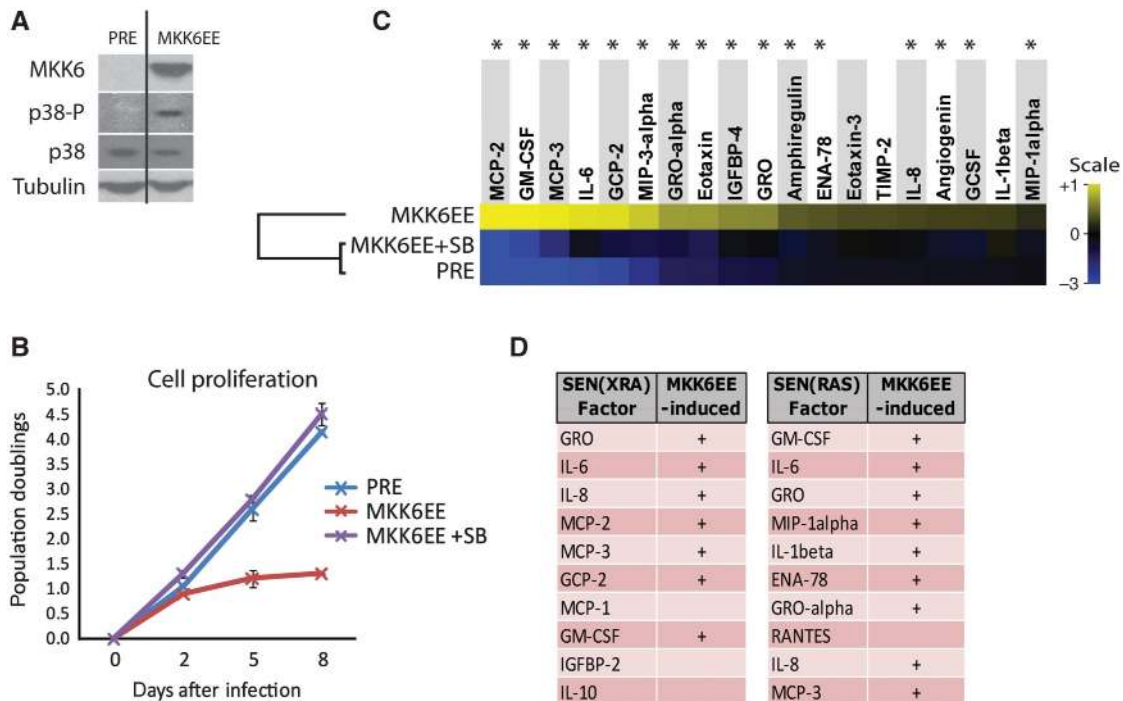 A
PRE MKK6EE
MKK6
p38-P
p38
Tubulin
C
* * * * * * * * * * * * * * * *
MCP-2
GM-CSF
MCP-3
IL-6
GCP-2
MIP-3-alpha
GRO-alpha
Eotaxin
IGFBP-4
GRO
Amphiregulin
ENA-78
Eotaxin-3
TIMP-2
IL-8
Angiogenin
GCSF
IL-1beta
MIP-1alpha
Scale
+1
0
−3
MKK6EE
MKK6EE+SB
PRE
B
Cell proliferation
Population doublings
5.0
4.5
4.0
3.5
3.0
2.5
2.0
1.5
1.0
0.5
0.0
0 2 5 8
Days after infection
PRE
MKK6EE
MKK6EE +SB
D
SEN(XRA) MKK6EE
Factor -induced
GRO +
IL-6 +
IL-8 +
MCP-2 +
MCP-3 +
GCP-2 +
MCP-1
GM-CSF +
IGFBP-2
IL-10
SEN(RAS) MKK6EE
Factor -induced
GM-CSF +
IL-6 +
GRO +
MIP-1alpha +
IL-1beta +
ENA-78 +
GRO-alpha +
RANTES
IL-8 +
MCP-3 +